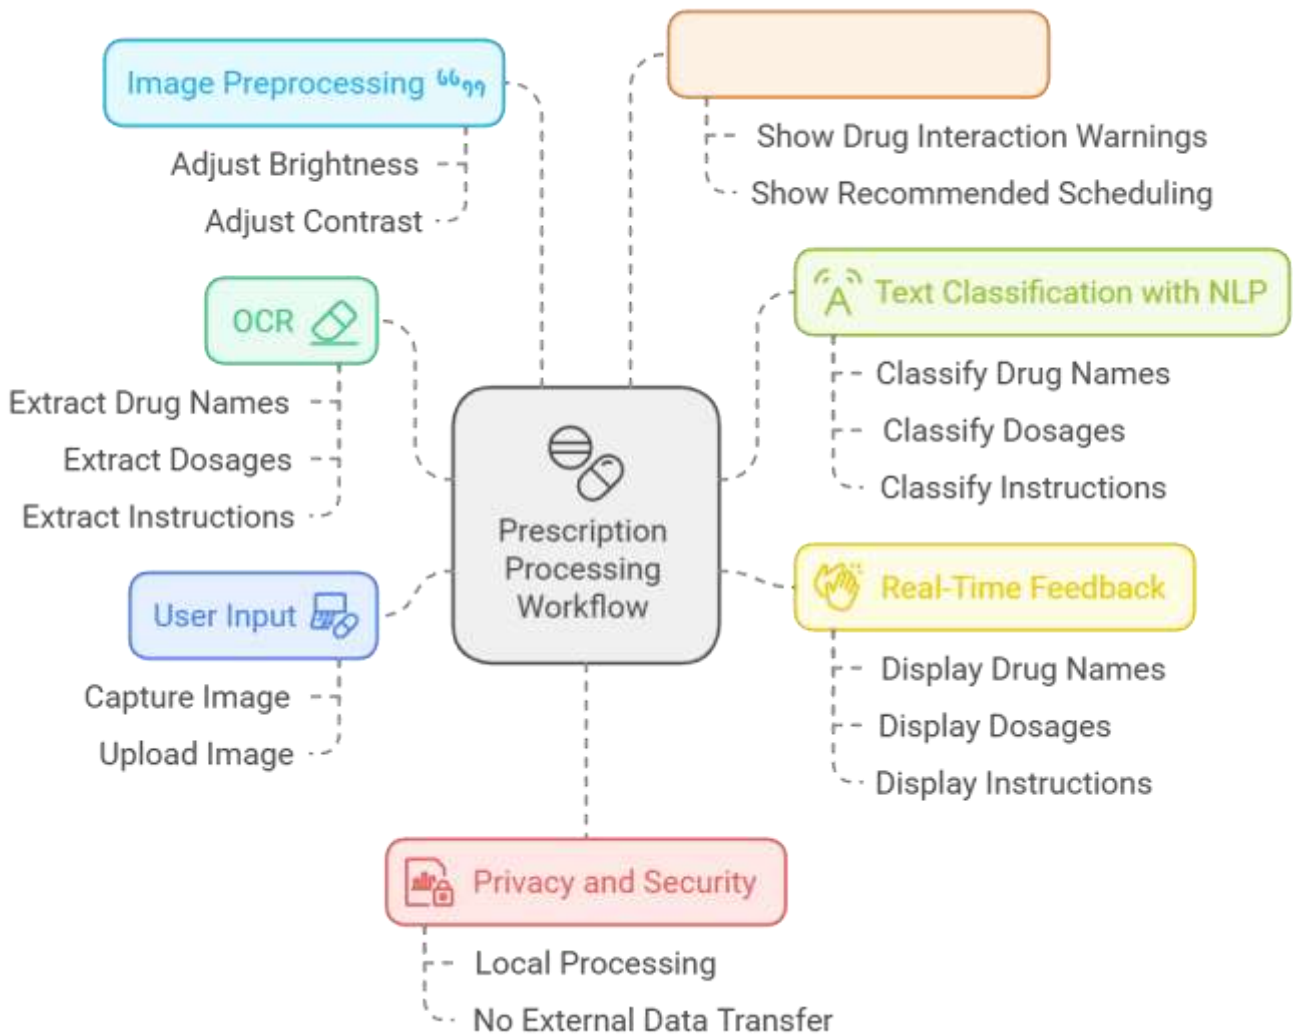 Image Preprocessing
Adjust Brightness
Adjust Contrast
Show Drug Interaction Warnings
Show Recommended Scheduling
OCR
Extract Drug Names
Extract Dosages
Extract Instructions
A Text Classification with NLP
Classify Drug Names
Classify Dosages
Classify Instructions
Prescription
Processing
Workflow
User Input
Capture Image
Upload Image
Real-Time Feedback
Display Drug Names
Display Dosages
Display Instructions
Privacy and Security
Local Processing
No External Data Transfer